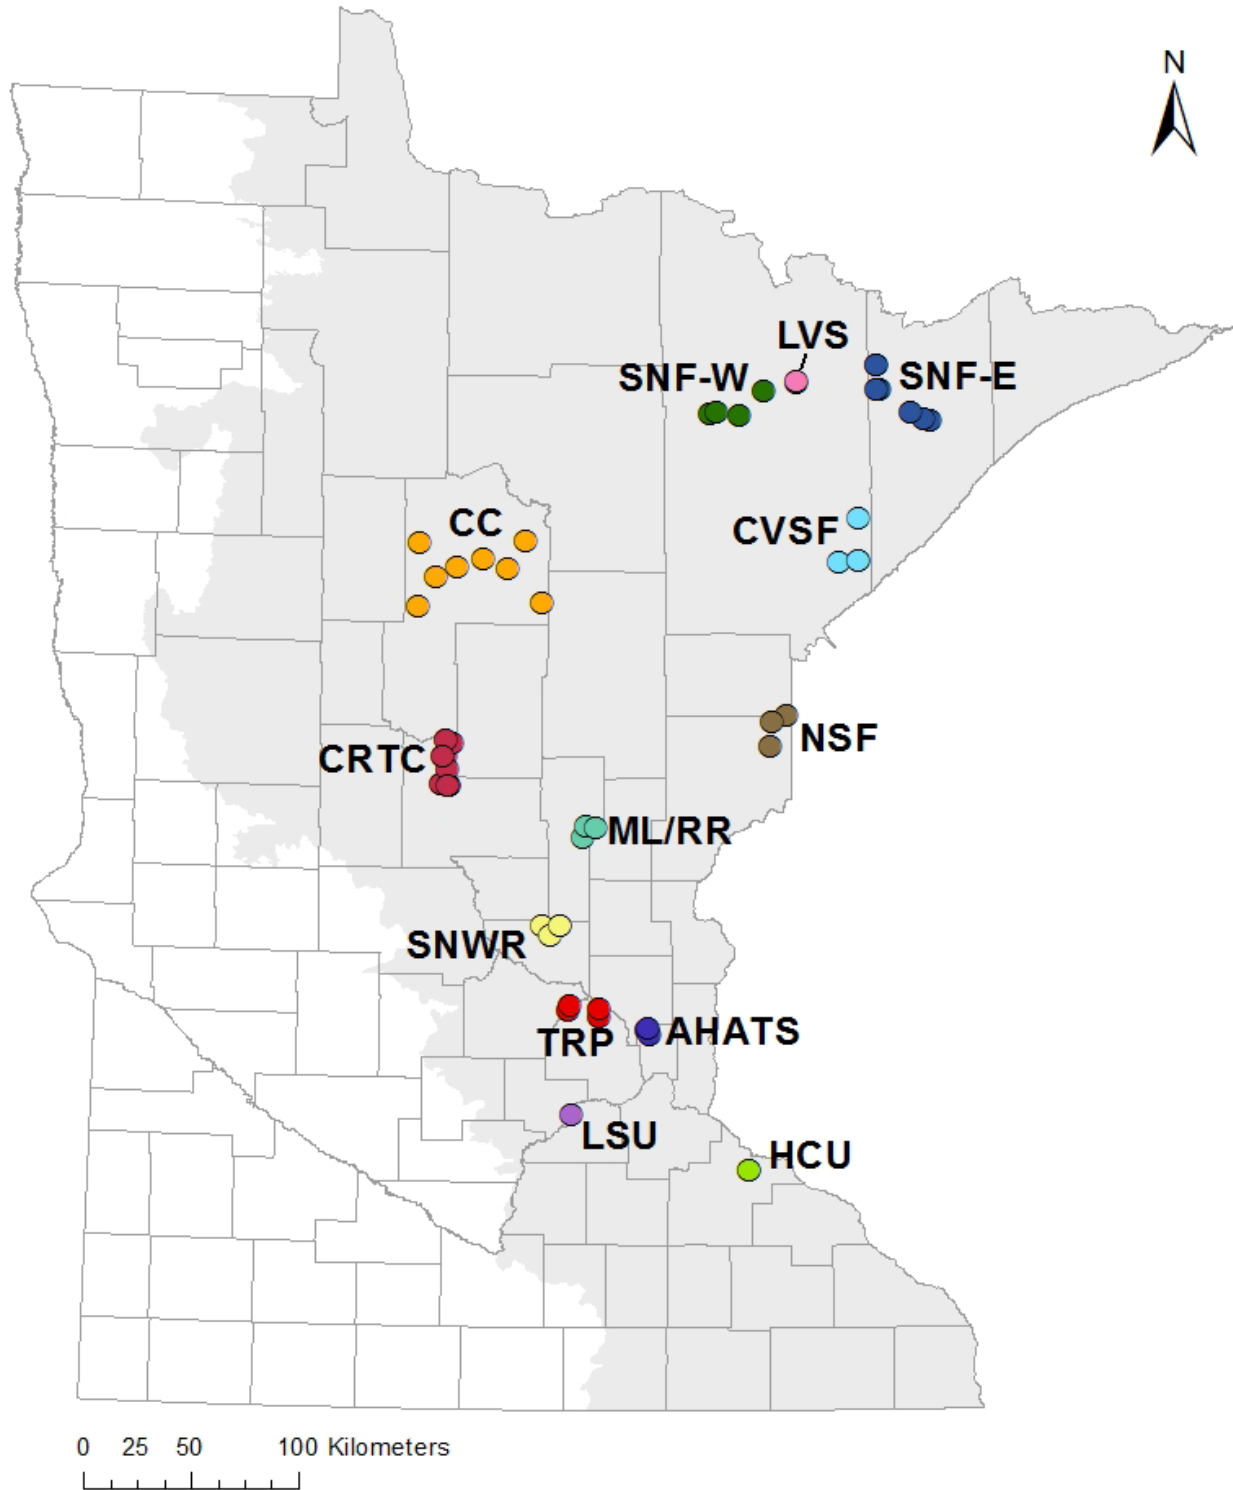 N
LVS
SNF-W
SNF-E
CC
CVSF
NSF
CRTC
ML/RR
SNWR
TRP
AHATS
LSU
HCU
0 25 50 100 Kilometers